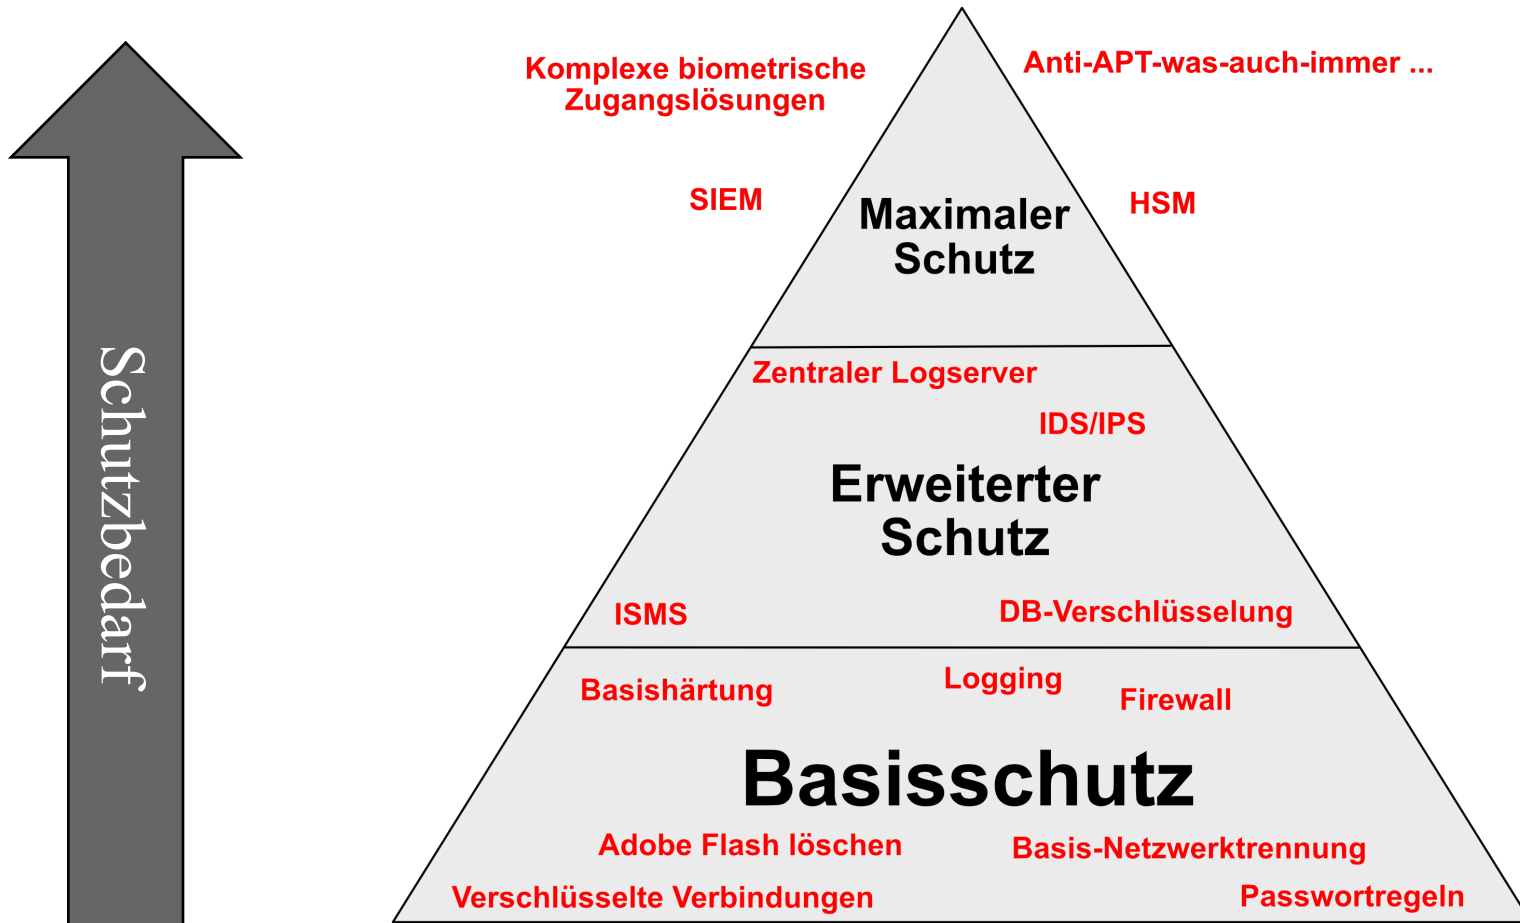 Schutzbedarf
Komplexe biometrische
Zugangslösungen
Anti-APT-was-auch-immer ...
SIEM
HSM
Maximaler
Schutz
Zentraler Logserver
IDS/IPS
Erweiterter
Schutz
ISMS
DB-Verschlüsselung
Basishärtung
Logging
Firewall
Basisschutz
Adobe Flash löschen
Basis-Netzwerktrennung
Verschlüsselte Verbindungen
Passwortregeln